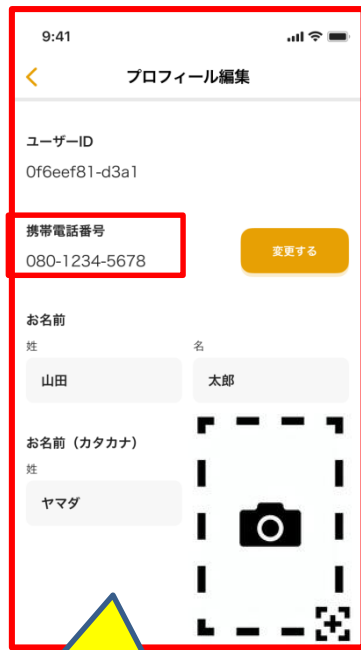 9:41
プロフィール編集
ユーザーID
0f6eef81-d3a1
携帯電話番号
080-1234-5678
変更する
お名前
姓
名
山田
太郎
お名前（カタカナ）
姓
ヤマダ